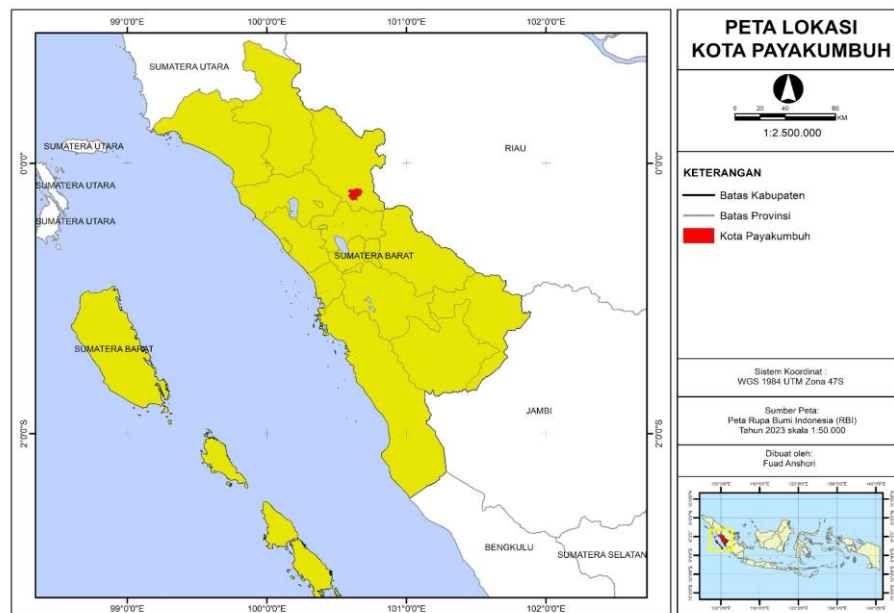 99°0'0"E
100°0'0"E
101°0'0"E
102°0'0"E
SUMATERA UTARA
SUMATERA UTARA
SUMATERA UTARA
SUMATERA UTARA
RIAU
0°0'0"
0°0'0"
SUMATERA BARAT
SUMATERA BARAT
JAMBI
2°0'0"S
2°0'0"S
BENGKULU
SUMATERA SELATAN
99°0'0"E
100°0'0"E
101°0'0"E
102°0'0"E
PETA LOKASI
KOTA PAYAKUMBUH
0 20 40 60
KM
1:2.500.000
KETERANGAN
Batas Kabupaten
Batas Provinsi
Kota Payakumbuh
Sistem Koordinat :
WGS 1984 UTM Zona 47S
Sumber Peta:
Peta Rupa Bumi Indonesia (RBI)
Tahun 2023 skala 1:50.000
Dibuat oleh:
Fuad Anshori